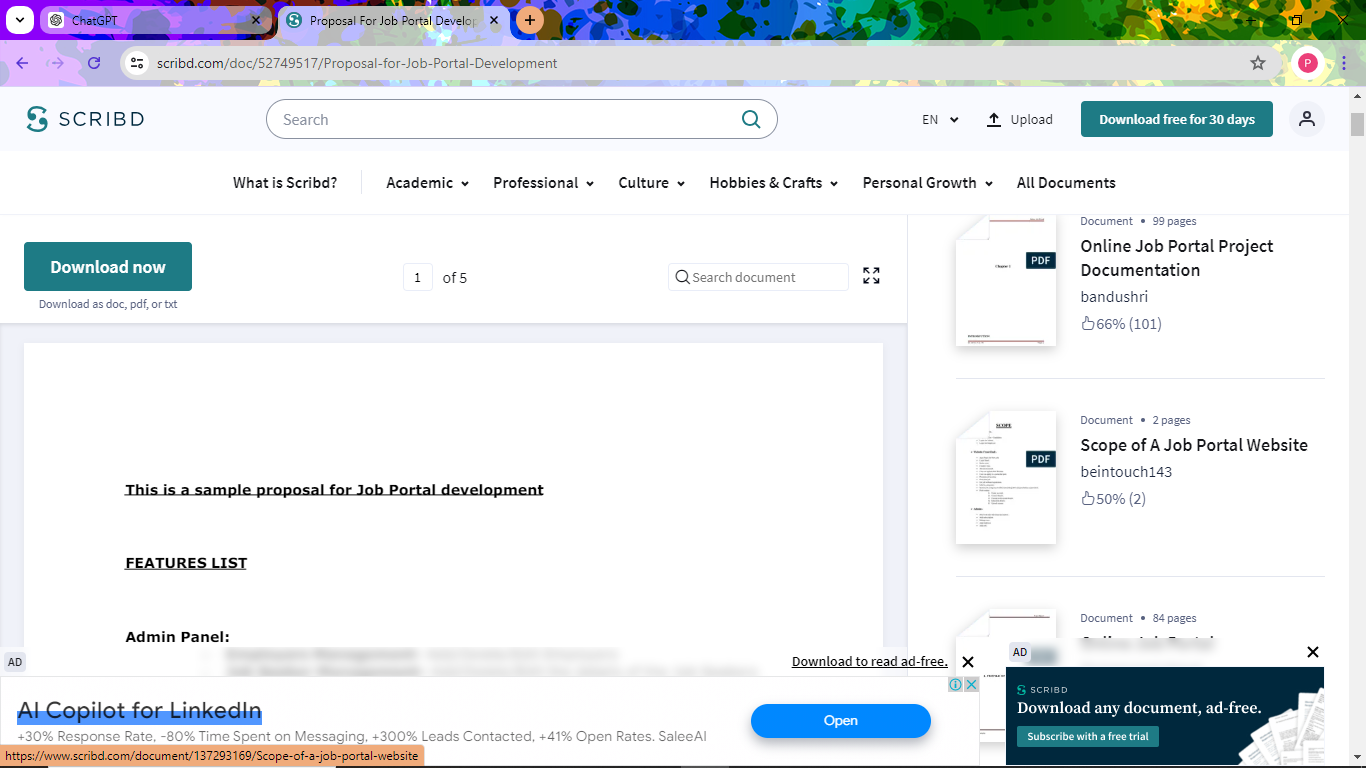 ChatGPT
Proposal For Job Portal Develop
scribd.com/doc/52749517/Proposal-for-Job-Portal-Development
P
SCRIBD
Search
EN
Upload
Download free for 30 days
What is Scribd?
Academic
Professional
Culture
Hobbies & Crafts
Personal Growth
All Documents
Download now
Download as doc, pdf, or txt
1 of 5
Search document
This is a sample proposal for Job Portal development
FEATURES LIST
Admin Panel:
Chapter 1
PDF
Document • 99 pages
Online Job Portal Project
Documentation
bandushri
66% (101)
SCOPE
PDF
Document • 2 pages
Scope of A Job Portal Website
beintouch143
50% (2)
Document • 84 pages
AD
Download to read ad-free.
AI Copilot for LinkedIn
+30% Response Rate, -80% Time Spent on Messaging, +300% Leads Contacted, +41% Open Rates. SaleeAI
Open
AD
SCRIBD
Download any document, ad-free.
Subscribe with a free trial
https://www.scribd.com/document/137293169/Scope-of-a-job-portal-website